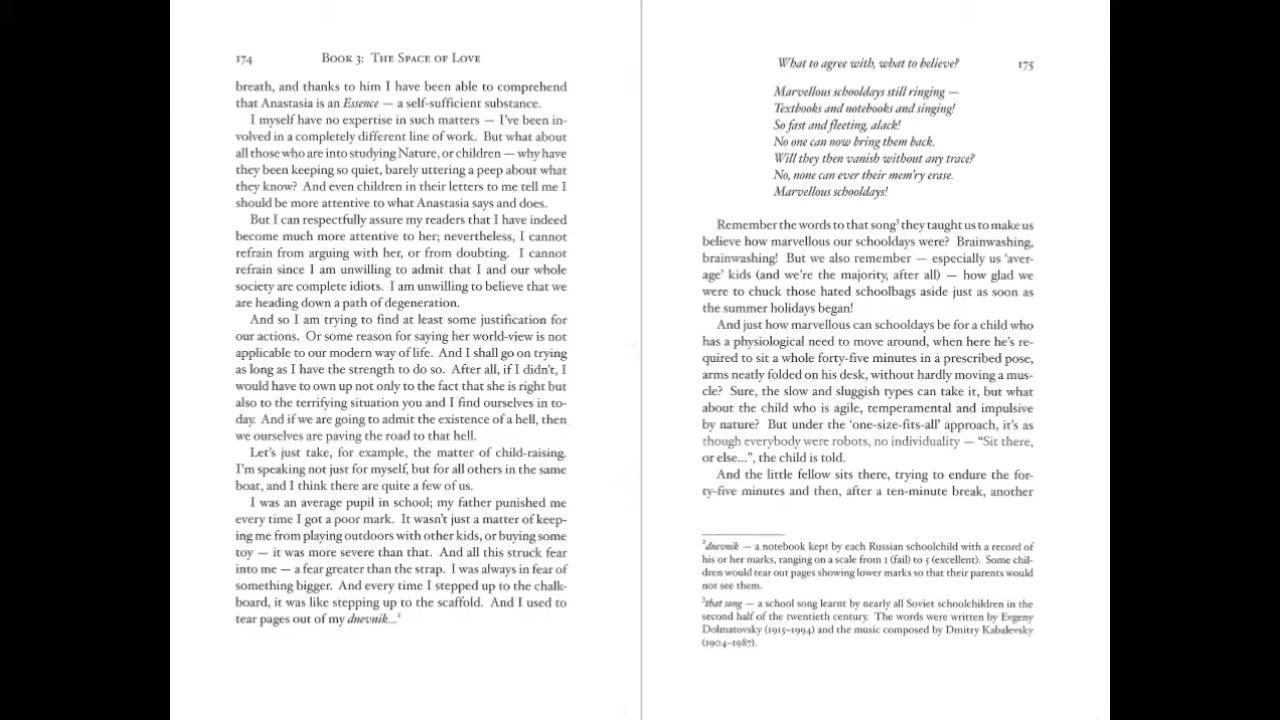 174 BOOK 3: THE SPACE OF LOVE
breath, and thanks to him I have been able to comprehend
that Anastasia is an Essence — a self-sufficient substance.
I myself have no expertise in such matters — I've been in-
volved in a completely different line of work. But what about
all those who are into studying Nature, or children — why have
they been keeping so quiet, barely uttering a peep about what
they know? And even children in their letters to me tell me I
should be more attentive to what Anastasia says and does.
But I can respectfully assure my readers that I have indeed
become much more attentive to her; nevertheless, I cannot
refrain from arguing with her, or from doubting. I cannot
refrain since I am unwilling to admit that I and our whole
society are complete idiots. I am unwilling to believe that we
are heading down a path of degeneration.
And so I am trying to find at least some justification for
our actions. Or some reason for saying her world-view is not
applicable to our modern way of life. And I shall go on trying
as long as I have the strength to do so. After all, if I didn't, I
would have to own up not only to the fact that she is right but
also to the terrifying situation you and I find ourselves in to-
day. And if we are going to admit the existence of a hell, then
we ourselves are paving the road to that hell.
Let's just take, for example, the matter of child-raising.
I'm speaking not just for myself, but for all others in the same
boat, and I think there are quite a few of us.
I was an average pupil in school; my father punished me
every time I got a poor mark. It wasn't just a matter of keep-
ing me from playing outdoors with other kids, or buying some
toy — it was more severe than that. And all this struck fear
into me — a fear greater than the strap. I was always in fear of
something bigger. And every time I stepped up to the chalk-
board, it was like stepping up to the scaffold. And I used to
tear pages out of my dnevnik...²
What to agree with, what to believe? 175
Marvellous schooldays still ringing —
Textbooks and notebooks and singing!
So fast and fleeting, alack!
No one can now bring them back.
Will they then vanish without any trace?
No, none can ever their mem'ry erase.
Marvellous schooldays!
Remember the words to that song³ they taught us to make us
believe how marvellous our schooldays were? Brainwashing,
brainwashing! But we also remember — especially us 'aver-
age' kids (and we're the majority, after all) — how glad we
were to chuck those hated schoolbags aside just as soon as
the summer holidays began!
And just how marvellous can schooldays be for a child who
has a physiological need to move around, when here he's re-
quired to sit a whole forty-five minutes in a prescribed pose,
arms neatly folded on his desk, without hardly moving a mus-
cle? Sure, the slow and sluggish types can take it, but what
about the child who is agile, temperamental and impulsive
by nature? But under the 'one-size-fits-all' approach, it's as
though everybody were robots, no individuality — "Sit there,
or else...", the child is told.
And the little fellow sits there, trying to endure the for-
ty-five minutes and then, after a ten-minute break, another
²dnevnik — a notebook kept by each Russian schoolchild with a record of
his or her marks, ranging on a scale from 1 (fail) to 5 (excellent). Some chil-
dren would tear out pages showing lower marks so that their parents would
not see them.
³that song — a school song learnt by nearly all Soviet schoolchildren in the
second half of the twentieth century. The words were written by Evgeny
Dolmatovsky (1915–1994) and the music composed by Dmitry Kabalevsky
(1904–1987).